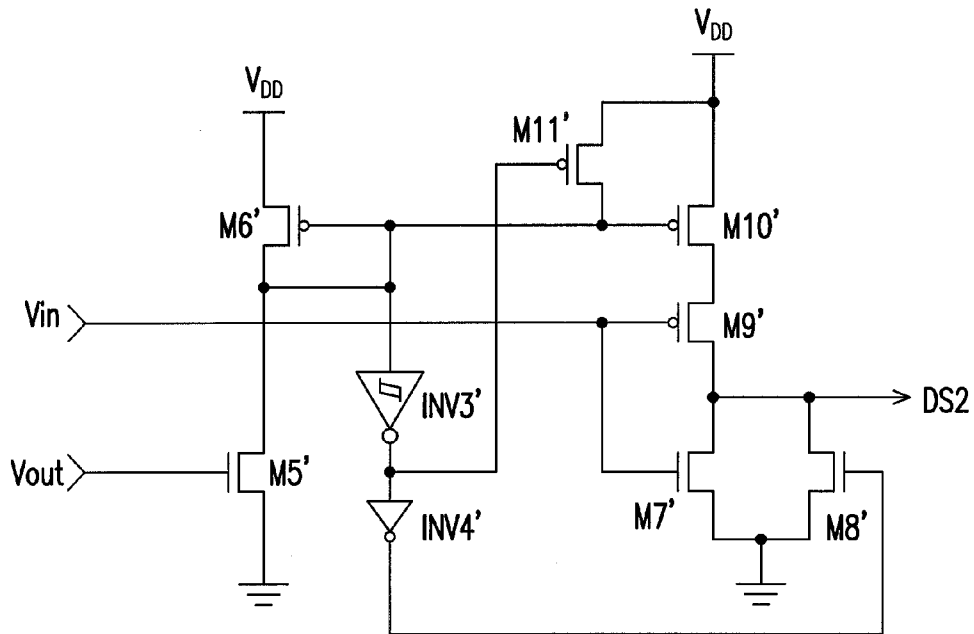 V_DD
V_DD
M11'
M6'
M10'
Vin
M9'
INV3'
DS2
Vout
M5'
M7'
M8'
INV4'